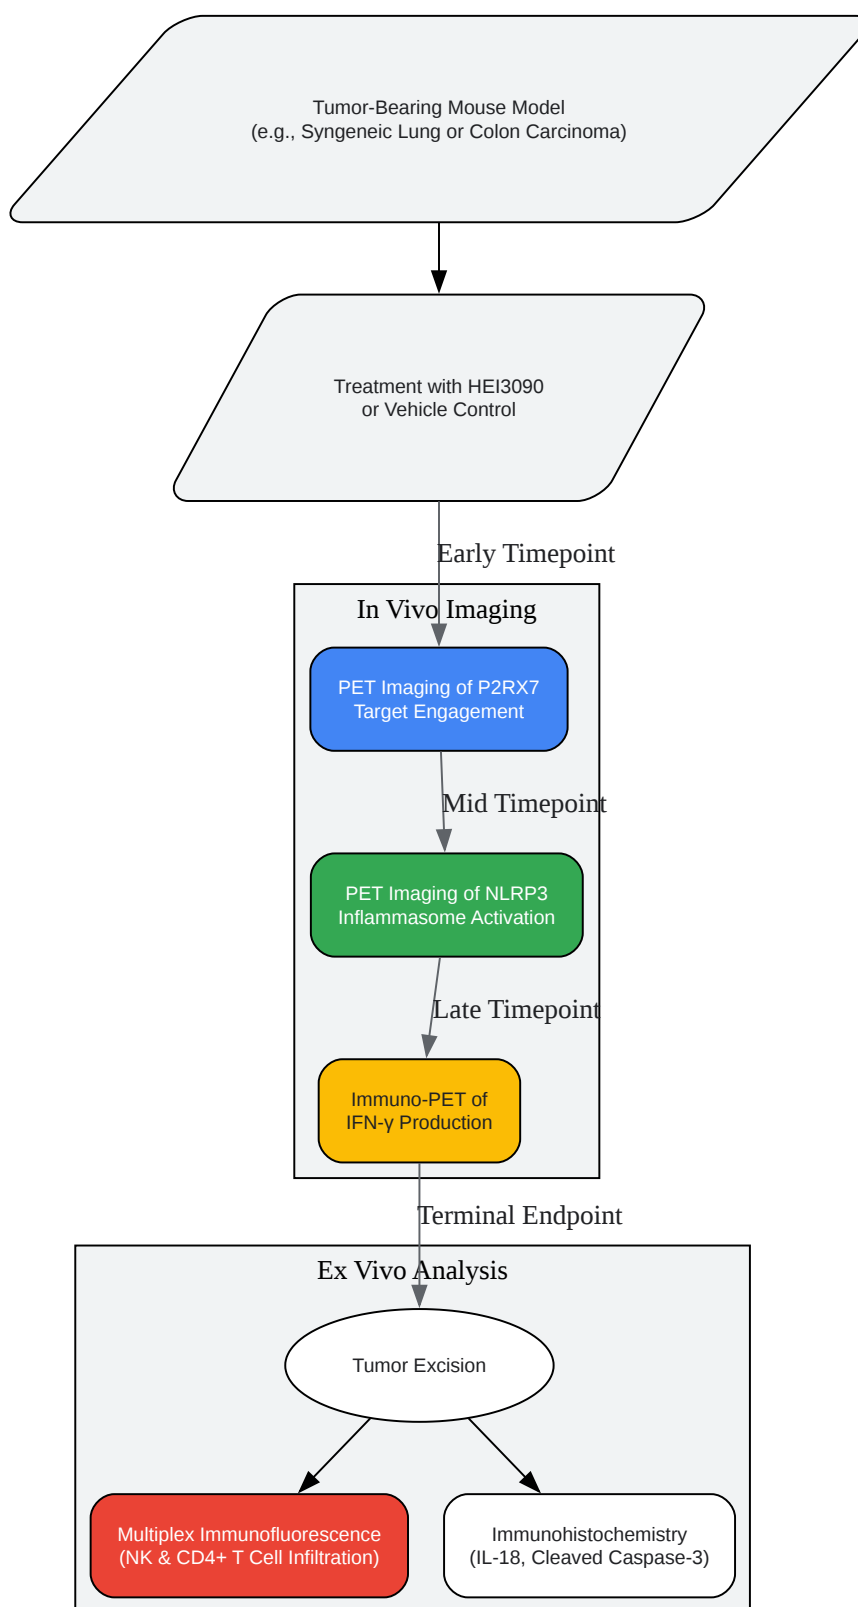 Tumor-Bearing Mouse Model
(e.g., Syngeneic Lung or Colon Carcinoma)
Treatment with HEI3090
or Vehicle Control
Early Timepoint
In Vivo Imaging
PET Imaging of P2RX7
Target Engagement
Mid Timepoint
PET Imaging of NLRP3
Inflammasome Activation
Late Timepoint
Immuno-PET of
IFN-γ Production
Terminal Endpoint
Ex Vivo Analysis
Tumor Excision
Multiplex Immunofluorescence
(NK & CD4+ T Cell Infiltration)
Immunohistochemistry
(IL-18, Cleaved Caspase-3)